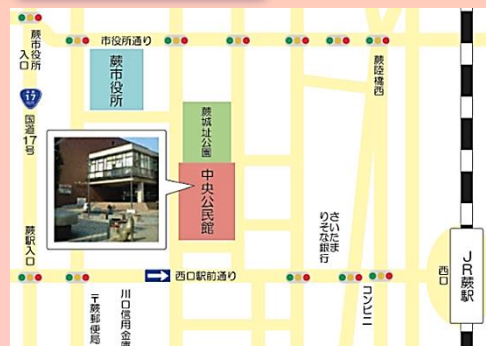 市役所通り
蕨市役所
入口
蕨市役所
蕨陸橋西
17
国道17号
蕨城址公園
中央公民館
さいたま
りそな銀行
蕨駅入口
西口駅前通り
西口
JR蕨駅
コンビニ
〒蕨郵便局
川口信用金庫